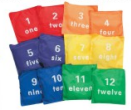 1
one
2
two
3
three
4
four
5
five
6
six
7
seven
8
eight
9
nine
10
ten
11
eleven
12
twelve